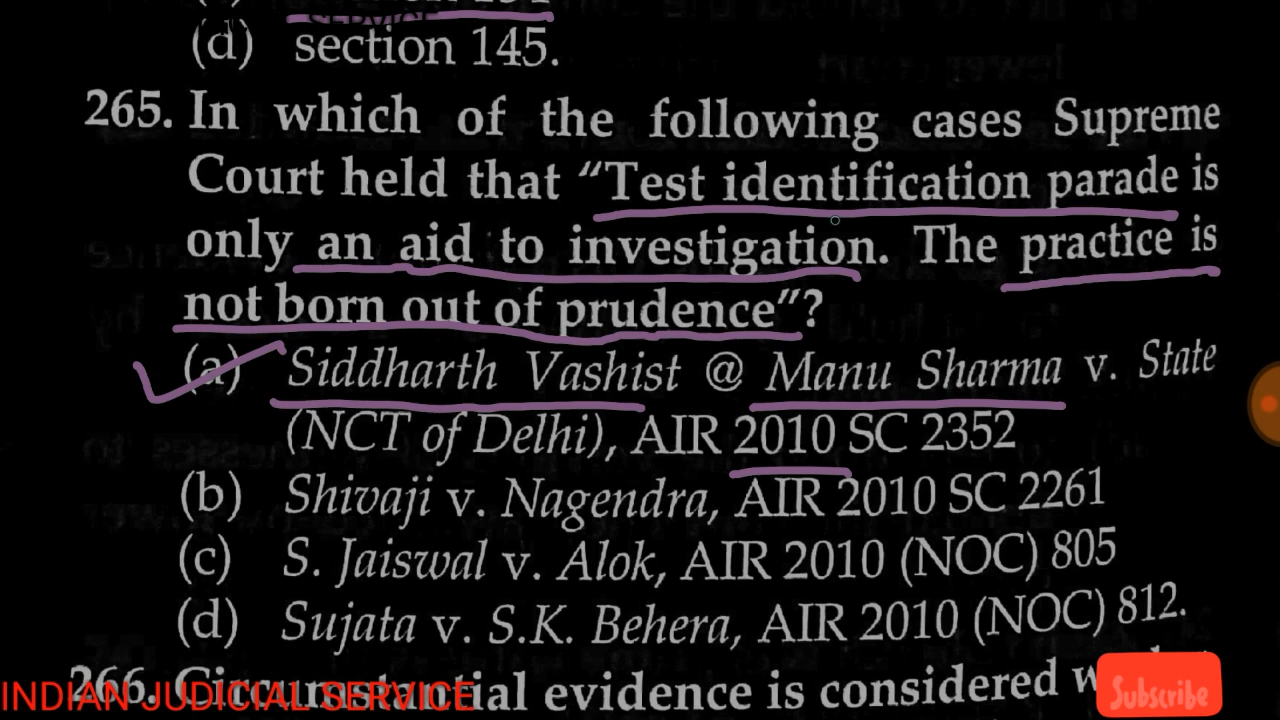 SERVICE
(d) section 145.
265. In which of the following cases Supreme
Court held that “Test identification parade is
only an aid to investigation. The practice is
not born out of prudence”?
(a) Siddharth Vashist @ Manu Sharma v. State
(NCT of Delhi), AIR 2010 SC 2352
(b) Shivaji v. Nagendra, AIR 2010 SC 2261
(c) S. Jaiswal v. Alok, AIR 2010 (NOC) 805
(d) Sujata v. S.K. Behera, AIR 2010 (NOC) 812.
266. Circumstantial evidence is considered
INDIAN JUDICIAL SERVICE
Subscribe